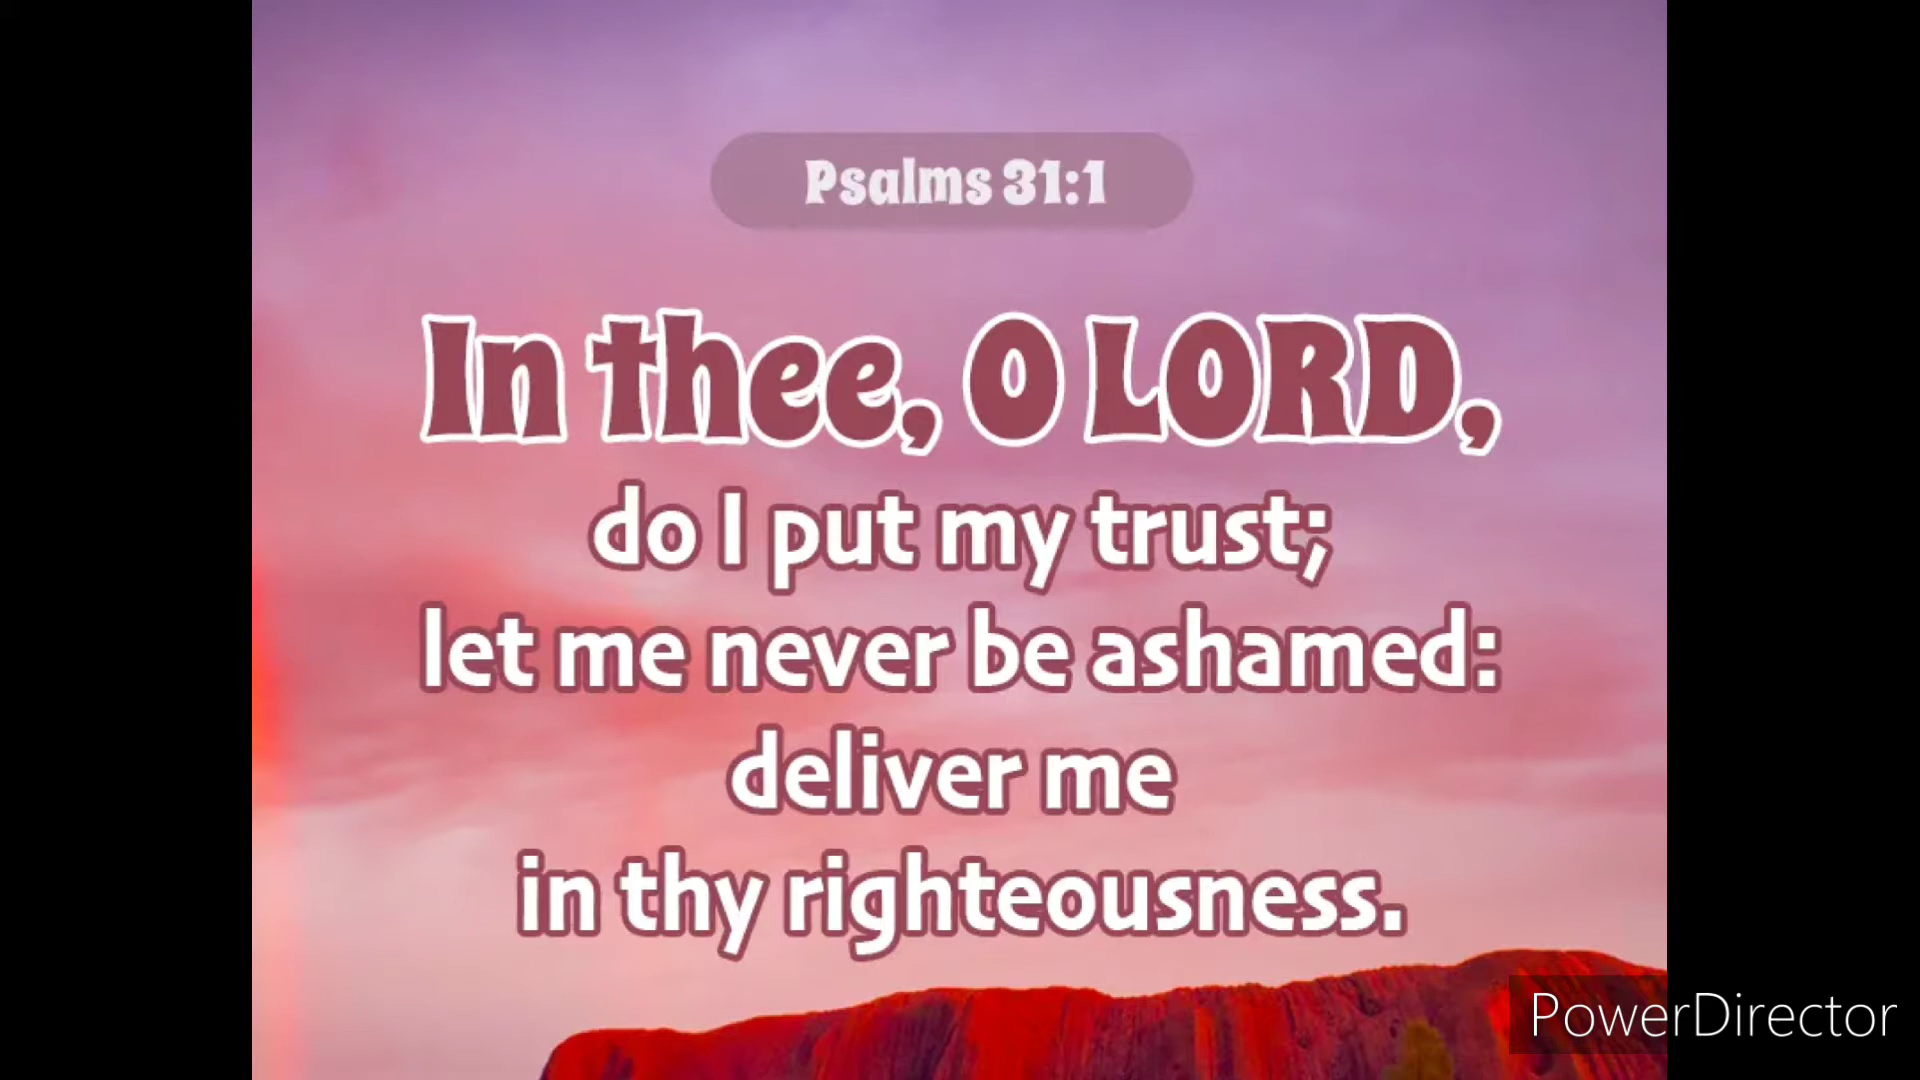 Psalms 31:1
In thee, O LORD,
do I put my trust;
let me never be ashamed:
deliver me
in thy righteousness.
PowerDirector